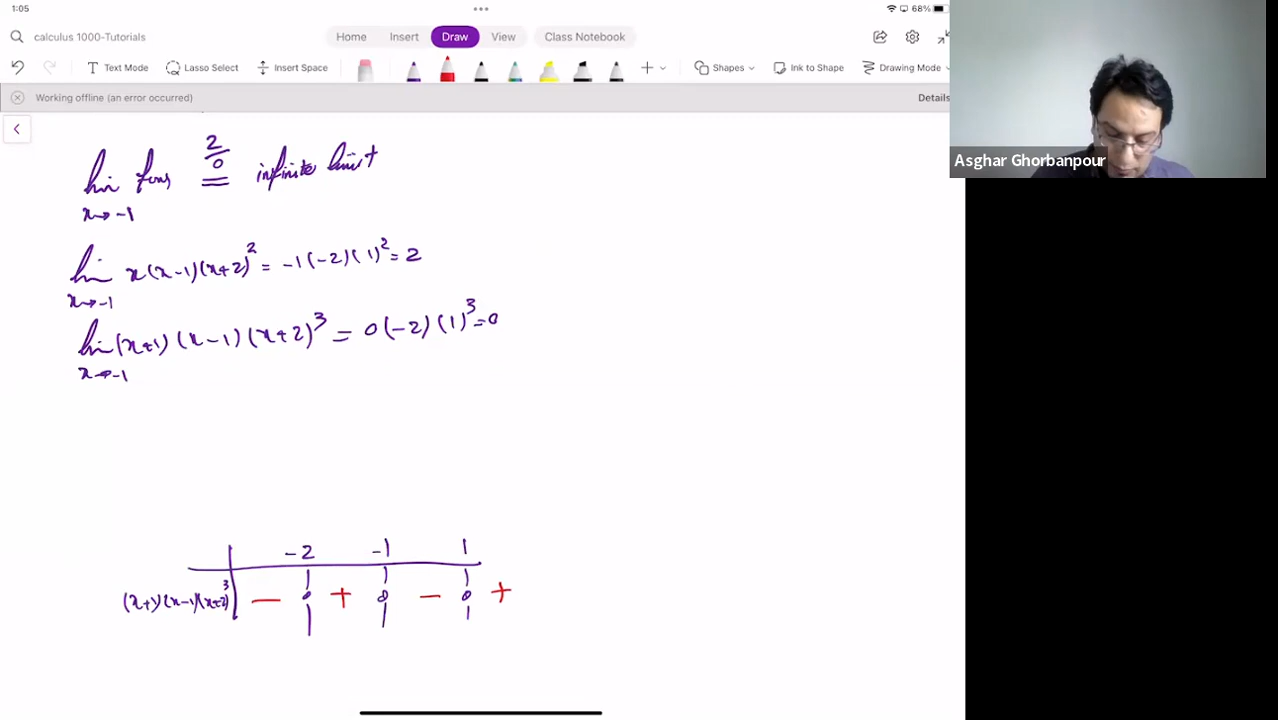 1:05
68%
calculus 1000-Tutorials
Home Insert Draw View Class Notebook
Text Mode Lasso Select Insert Space Shapes Ink to Shape Drawing Mode
Working offline (an error occurred) Details
Asghar Ghorbanpour
lim f(x) 2/0 = infinite limit
x→-1
lim x(x-1)(x+2)^2 = -1(-2)(1)^2 = 2
x→-1
lim (x+1)(x-1)(x+2)^3 = 0(-2)(1)^3 = 0
x→-1
-2 -1 1
(x+1)(x-1)(x+2)^3 − 0 + 0 − 0 +